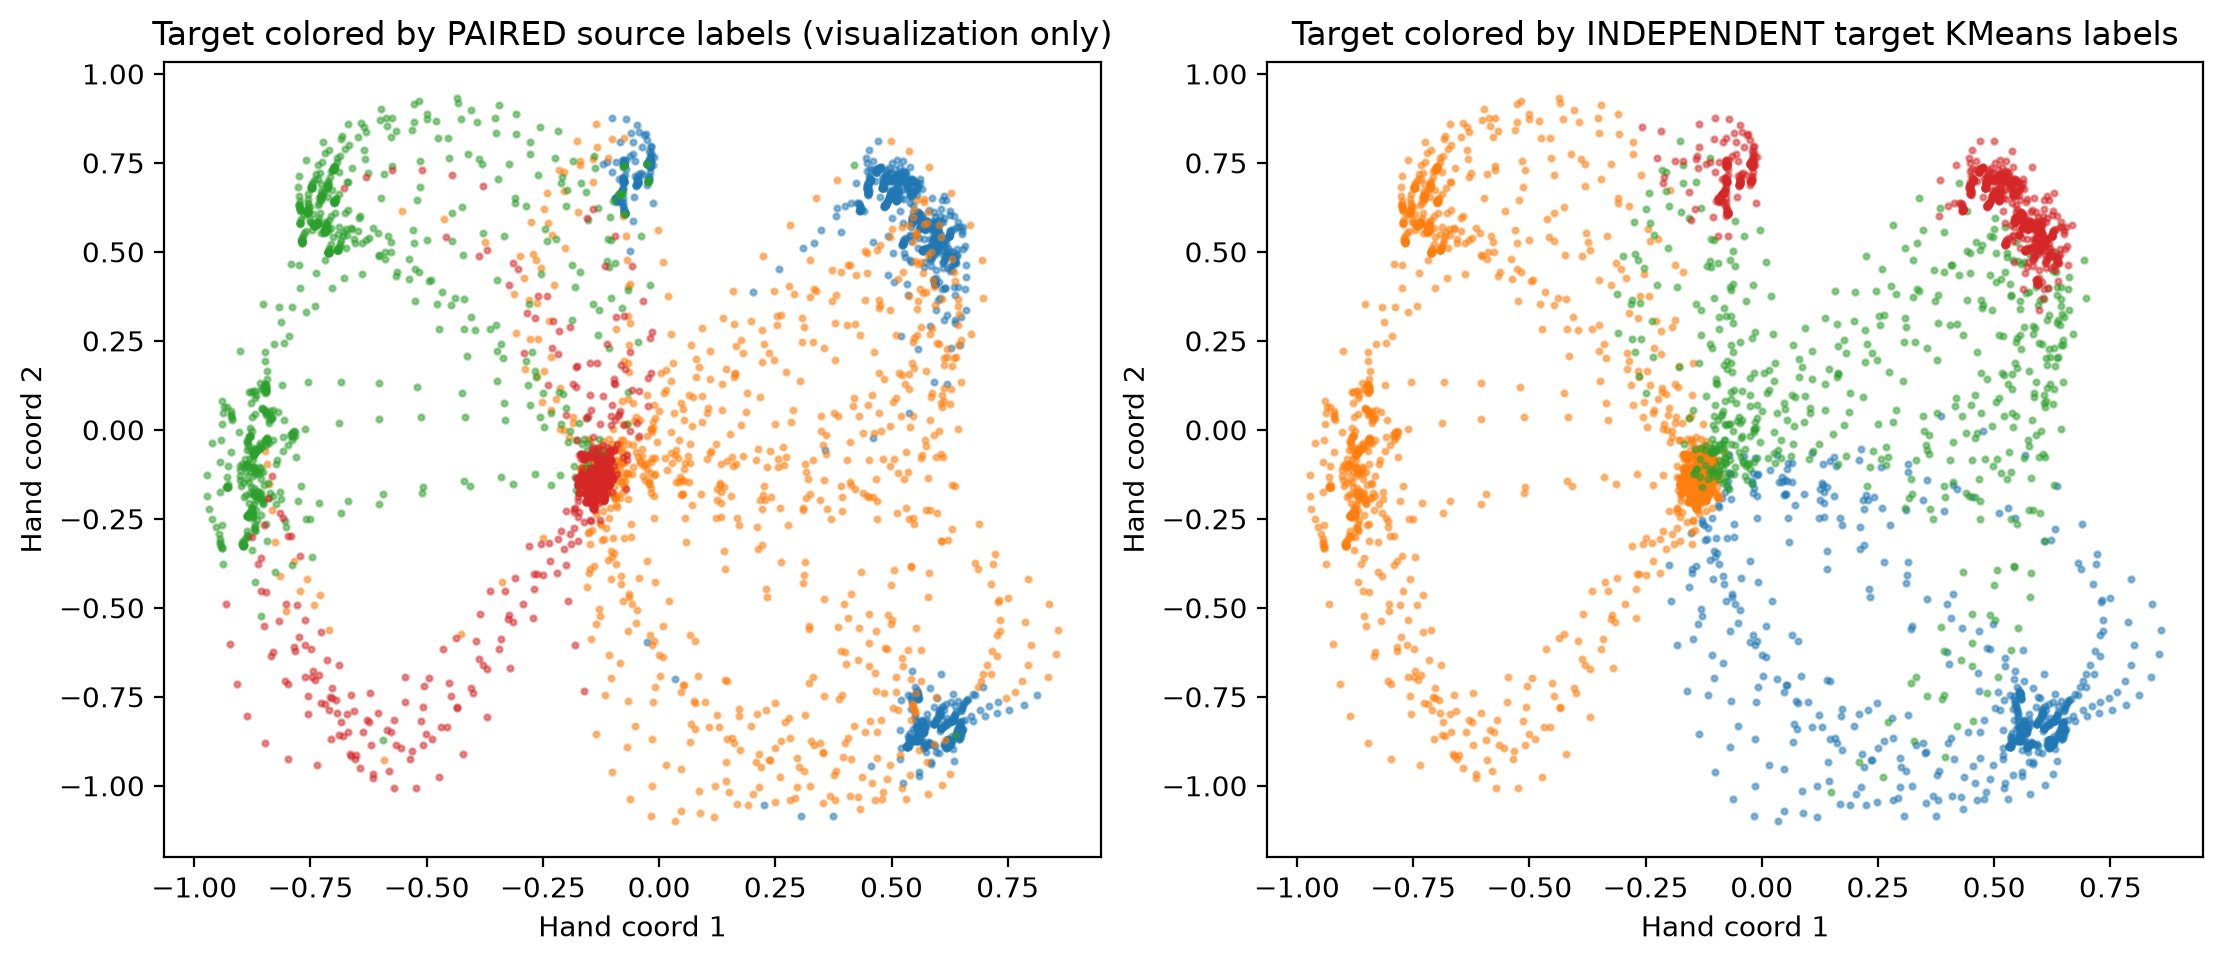 Target colored by PAIRED source labels (visualization only)
1.00
0.75
0.50
0.25
0.00
−0.25
−0.50
−0.75
−1.00
Hand coord 2
−1.00 −0.75 −0.50 −0.25 0.00 0.25 0.50 0.75
Hand coord 1
Target colored by INDEPENDENT target KMeans labels
1.00
0.75
0.50
0.25
0.00
−0.25
−0.50
−0.75
−1.00
Hand coord 2
−1.00 −0.75 −0.50 −0.25 0.00 0.25 0.50 0.75
Hand coord 1